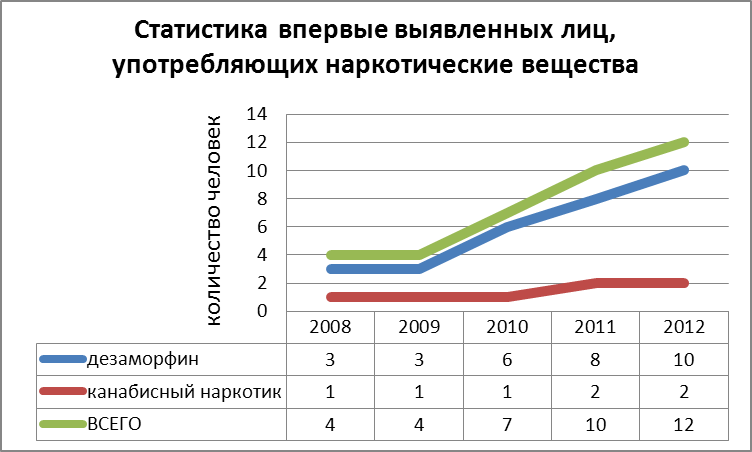 Статистика впервые выявленных лиц,
употребляющих наркотические вещества
количество человек
14
12
10
8
6
4
2
0
2008 2009 2010 2011 2012
дезаморфин 3 3 6 8 10
канабисный наркотик 1 1 1 2 2
ВСЕГО 4 4 7 10 12